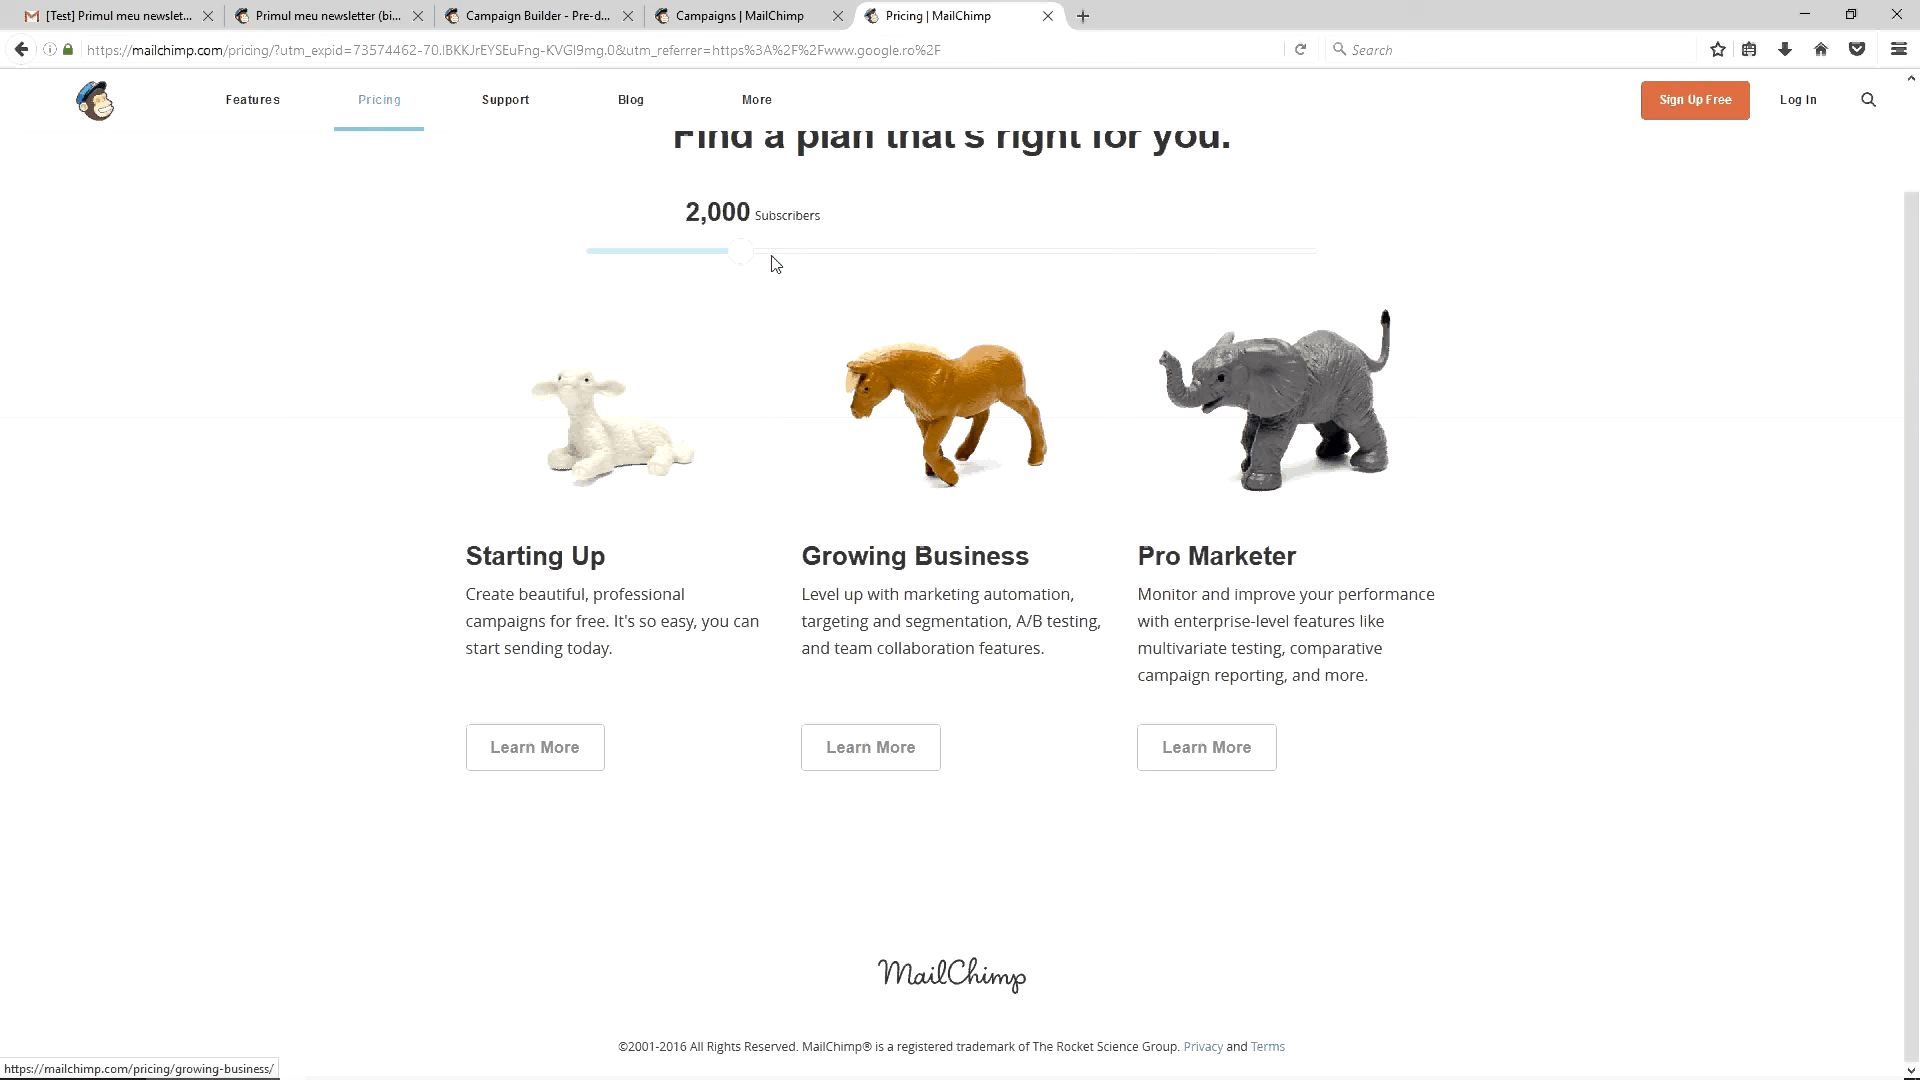 [Test] Primul meu newslet...
Primul meu newsletter (bi...
Campaign Builder - Pre-d...
Campaigns | MailChimp
Pricing | MailChimp
https://mailchimp.com/pricing/?utm_expid=73574462-70.lBKKJrEYSEuFng-KVGl9mg.0&utm_referrer=https%3A%2F%2Fwww.google.ro%2F
Search
Features
Pricing
Support
Blog
More
Sign Up Free
Log In
Find a plan that's right for you.
2,000 Subscribers
Starting Up
Create beautiful, professional
campaigns for free. It's so easy, you can
start sending today.
Learn More
Growing Business
Level up with marketing automation,
targeting and segmentation, A/B testing,
and team collaboration features.
Learn More
Pro Marketer
Monitor and improve your performance
with enterprise-level features like
multivariate testing, comparative
campaign reporting, and more.
Learn More
MailChimp
©2001-2016 All Rights Reserved. MailChimp® is a registered trademark of The Rocket Science Group. Privacy and Terms
https://mailchimp.com/pricing/growing-business/